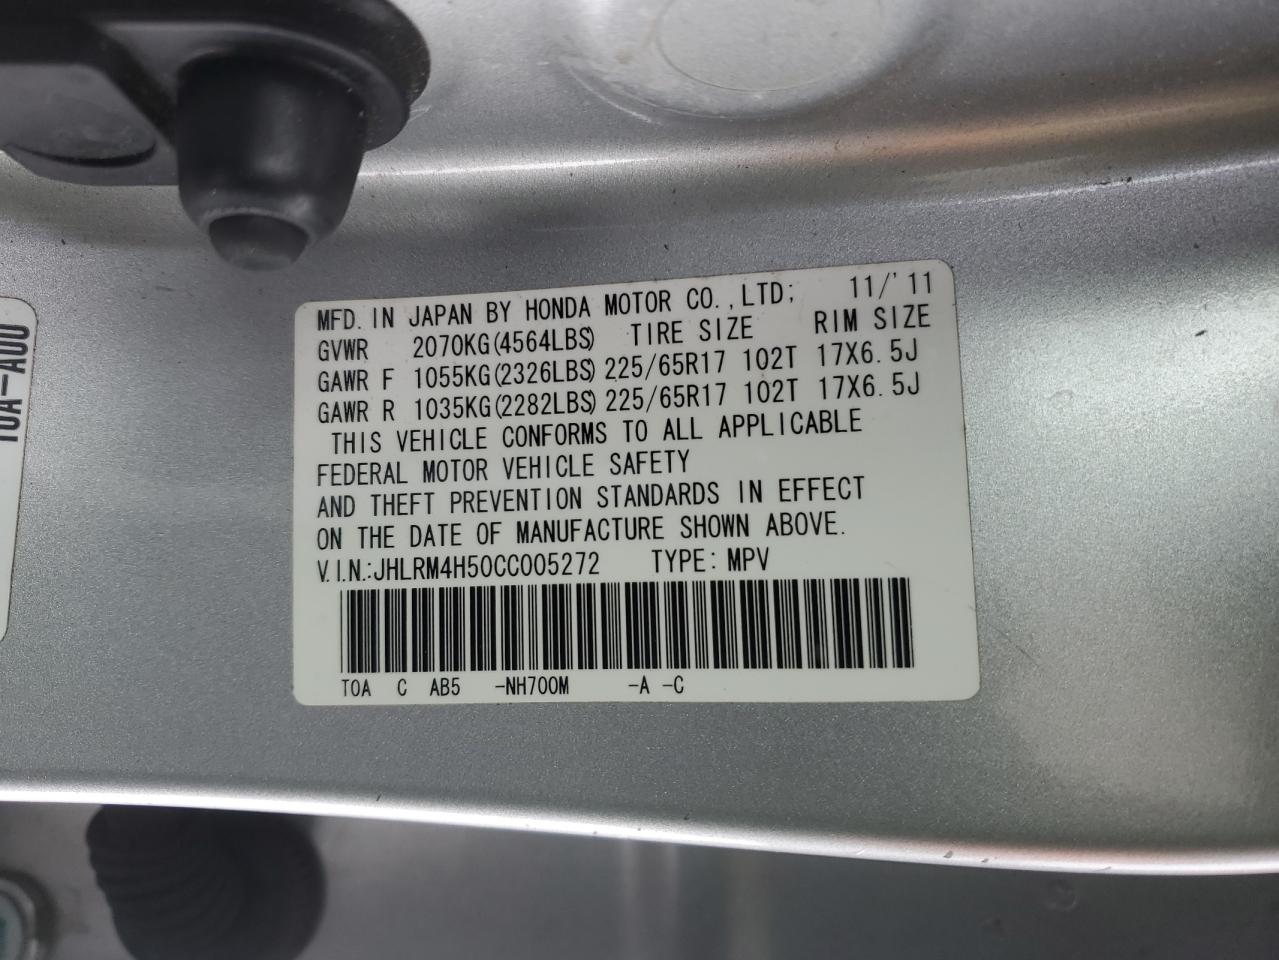 MFD. IN JAPAN BY HONDA MOTOR CO.,LTD; 11/'11
GVWR 2070KG(4564LBS) TIRE SIZE RIM SIZE
GAWR F 1055KG(2326LBS) 225/65R17 102T 17X6.5J
GAWR R 1035KG(2282LBS) 225/65R17 102T 17X6.5J
THIS VEHICLE CONFORMS TO ALL APPLICABLE
FEDERAL MOTOR VEHICLE SAFETY
AND THEFT PREVENTION STANDARDS IN EFFECT
ON THE DATE OF MANUFACTURE SHOWN ABOVE.
V.I.N.:JHLRM4H50CC005272 TYPE: MPV
T0A C AB5 -NH700M -A -C
T0A-A00